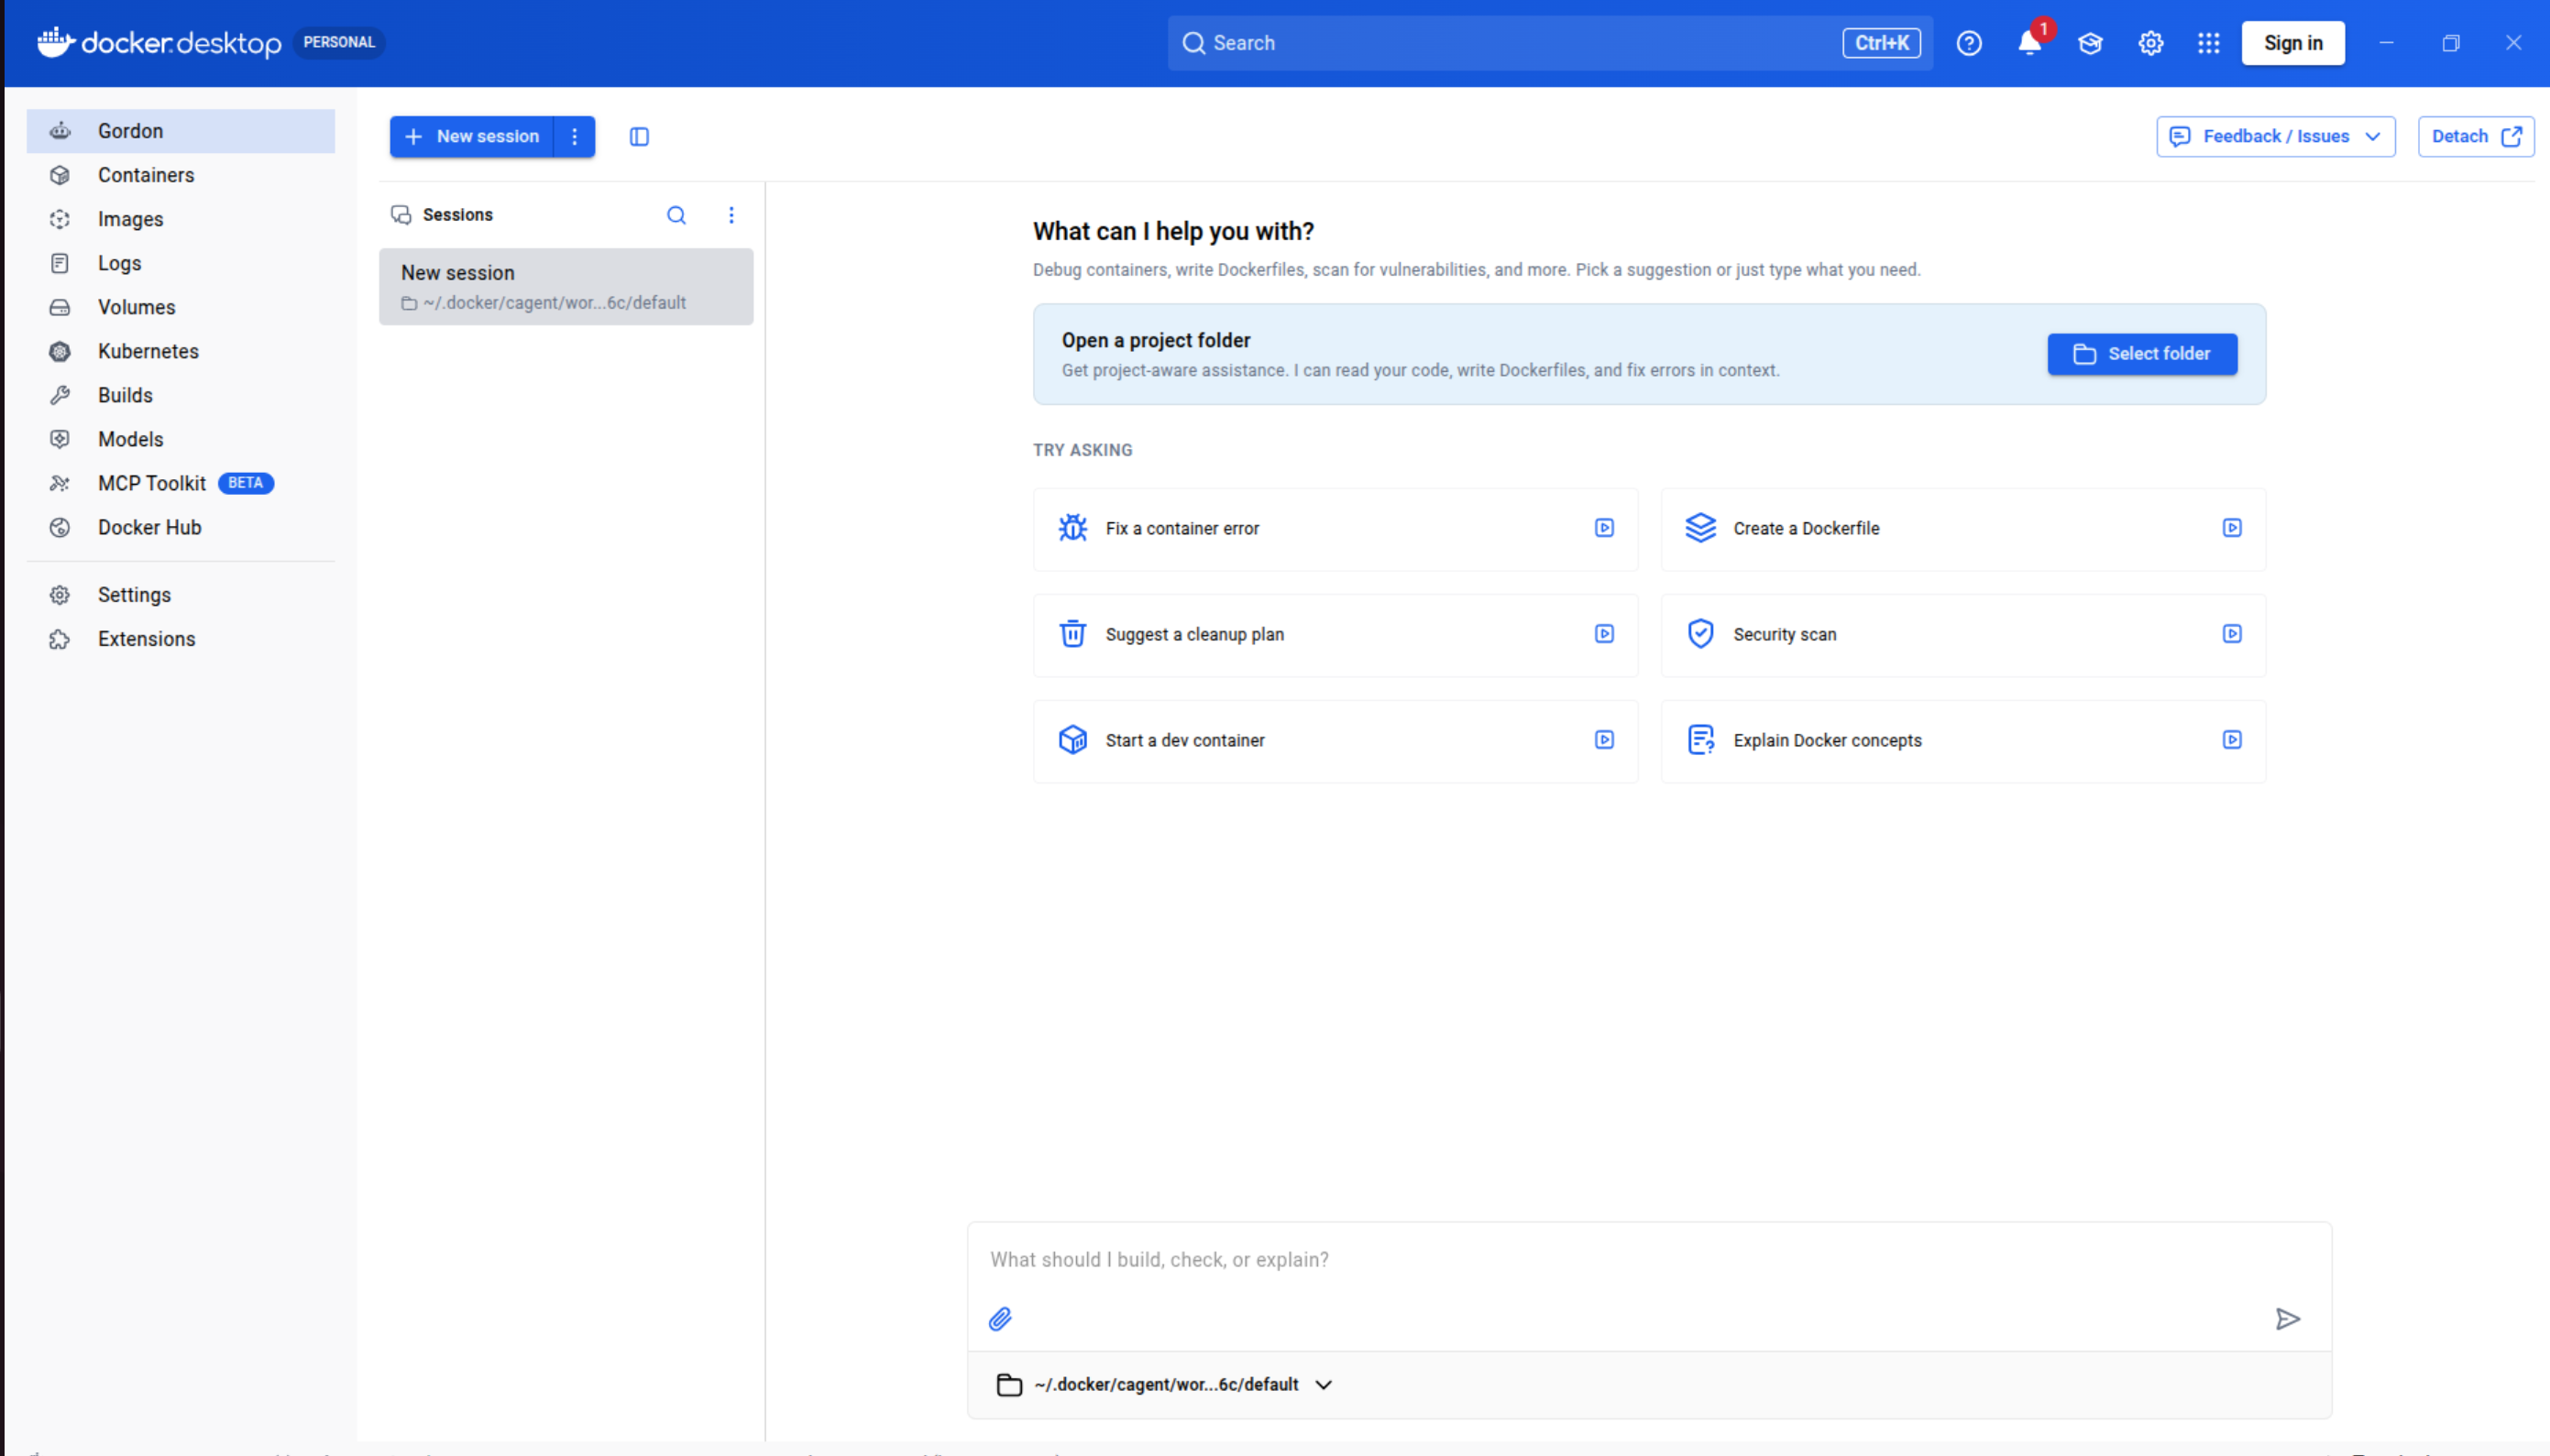 docker.desktop PERSONAL
Search
Ctrl+K
1
Sign in
Gordon
Containers
Images
Logs
Volumes
Kubernetes
Builds
Models
MCP Toolkit BETA
Docker Hub
Settings
Extensions
New session
Feedback / Issues
Detach
Sessions
New session
~/.docker/cagent/wor...6c/default
What can I help you with?
Debug containers, write Dockerfiles, scan for vulnerabilities, and more. Pick a suggestion or just type what you need.
Open a project folder
Get project-aware assistance. I can read your code, write Dockerfiles, and fix errors in context.
Select folder
TRY ASKING
Fix a container error
Create a Dockerfile
Suggest a cleanup plan
Security scan
Start a dev container
Explain Docker concepts
What should I build, check, or explain?
~/.docker/cagent/wor...6c/default